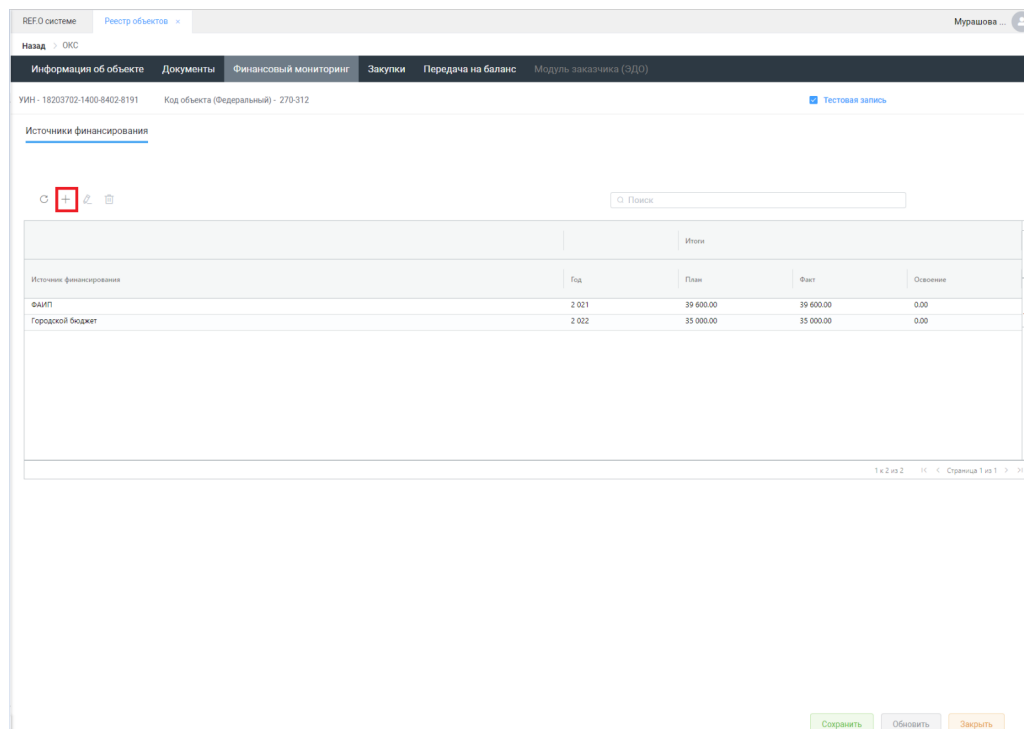 REF.О системе Реестр объектов × Мурашова ...
Назад > ОКС
Информация об объекте Документы Финансовый мониторинг Закупки Передача на баланс Модуль заказчика (ЭДО)
УИН - 18203702-1400-8402-8191 Код объекта (Федеральный) - 270-312 Тестовая запись
Источники финансирования
Поиск
Итоги
Источник финансирования Год План Факт Освоение
ФАИП 2 021 39 600.00 39 600.00 0.00
Городской бюджет 2 022 35 000.00 35 000.00 0.00
1 к 2 из 2 Страница 1 из 1
Сохранить Обновить Закрыть